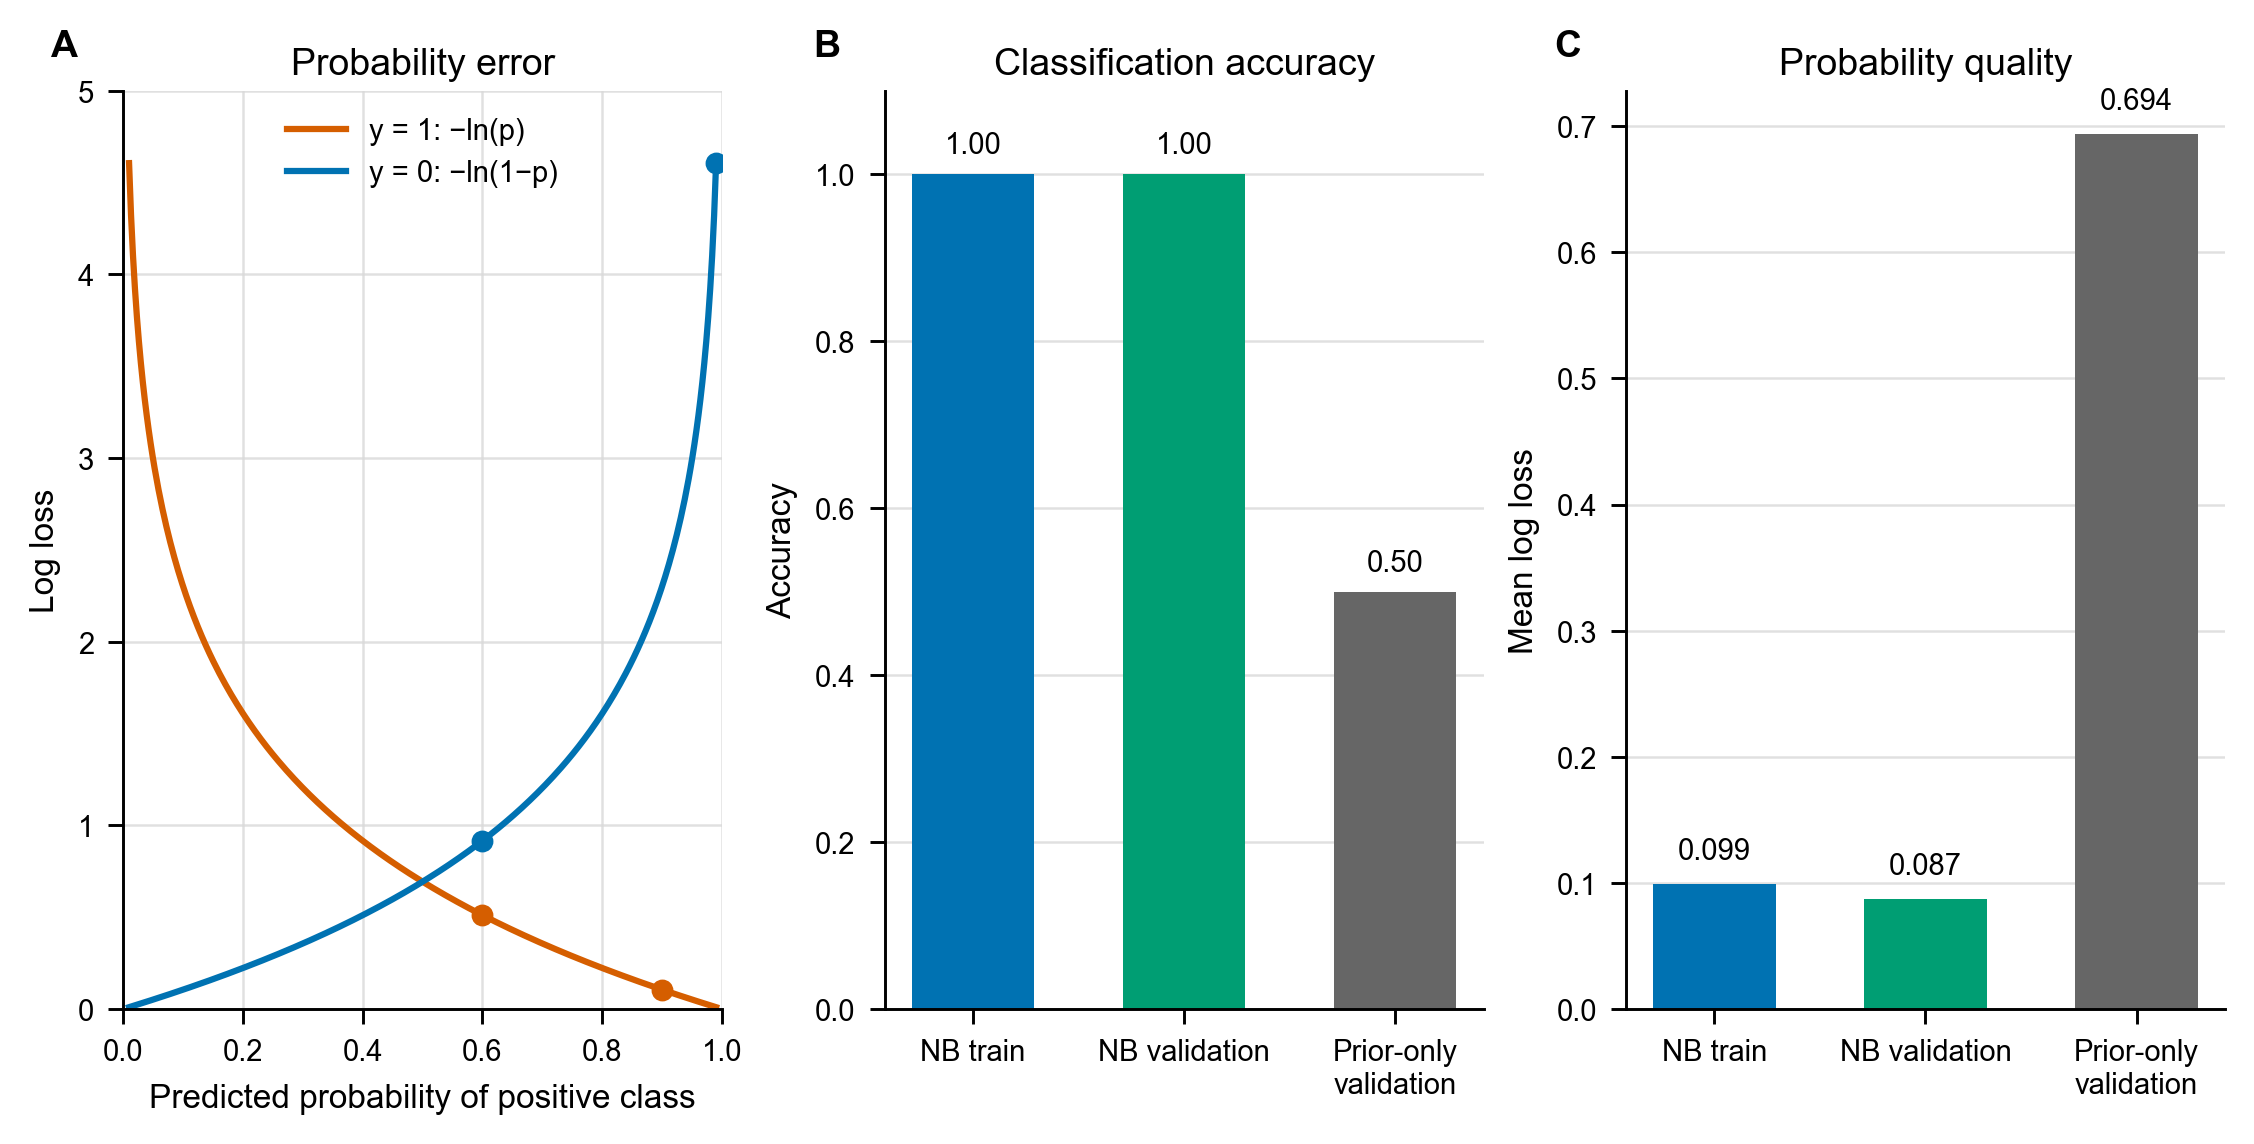 A
Probability error
5
4
3
2
1
0
Log loss
y = 1: −ln(p)
y = 0: −ln(1−p)
0.0 0.2 0.4 0.6 0.8 1.0
Predicted probability of positive class
B
Classification accuracy
1.0
0.8
0.6
0.4
0.2
0.0
Accuracy
1.00 1.00
0.50
NB train NB validation Prior-only
validation
C
Probability quality
0.7
0.6
0.5
0.4
0.3
0.2
0.1
0.0
Mean log loss
0.694
0.099
0.087
NB train NB validation Prior-only
validation